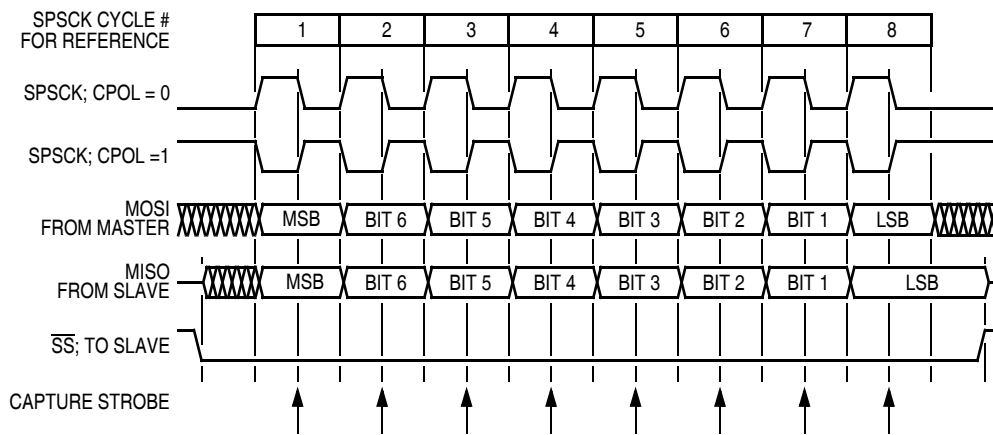 SPSCK CYCLE #
FOR REFERENCE
1 2 3 4 5 6 7 8
SPSCK; CPOL = 0
SPSCK; CPOL =1
MOSI
FROM MASTER
MSB BIT 6 BIT 5 BIT 4 BIT 3 BIT 2 BIT 1 LSB
MISO
FROM SLAVE
MSB BIT 6 BIT 5 BIT 4 BIT 3 BIT 2 BIT 1 LSB
SS; TO SLAVE
CAPTURE STROBE